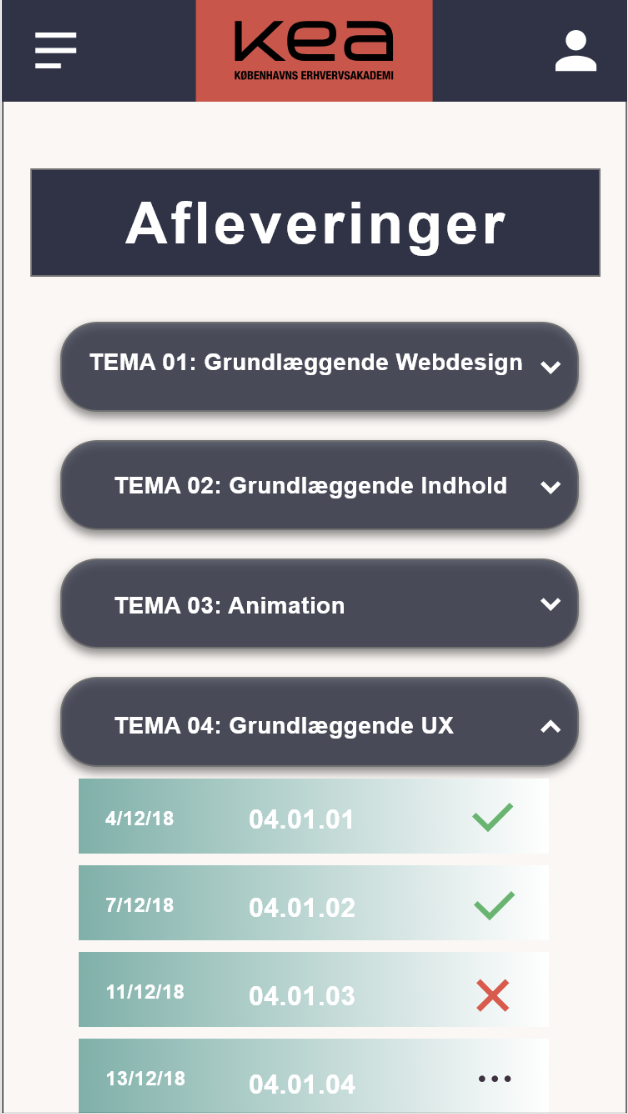 kea
KØBENHAVNS ERHVERVSAKADEMI
Afleveringer
TEMA 01: Grundlæggende Webdesign
TEMA 02: Grundlæggende Indhold
TEMA 03: Animation
TEMA 04: Grundlæggende UX
4/12/18 04.01.01
7/12/18 04.01.02
11/12/18 04.01.03
13/12/18 04.01.04